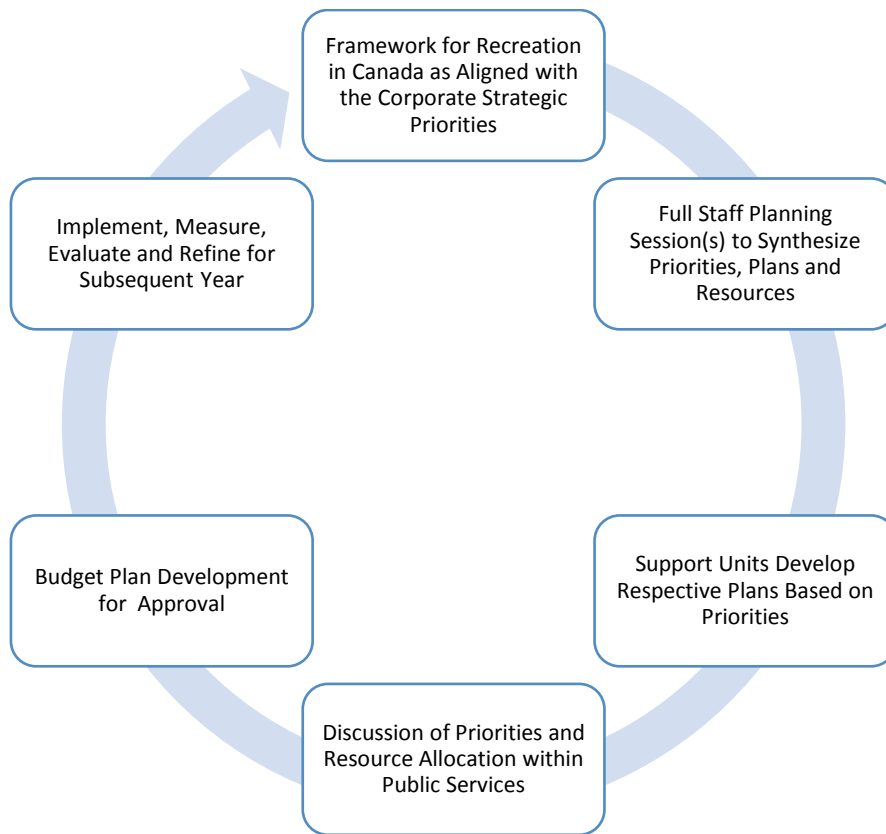 Framework for Recreation
in Canada as Aligned with
the Corporate Strategic
Priorities
Full Staff Planning
Session(s) to Synthesize
Priorities, Plans and
Resources
Support Units Develop
Respective Plans Based on
Priorities
Discussion of Priorities and
Resource Allocation within
Public Services
Budget Plan Development
for Approval
Implement, Measure,
Evaluate and Refine for
Subsequent Year